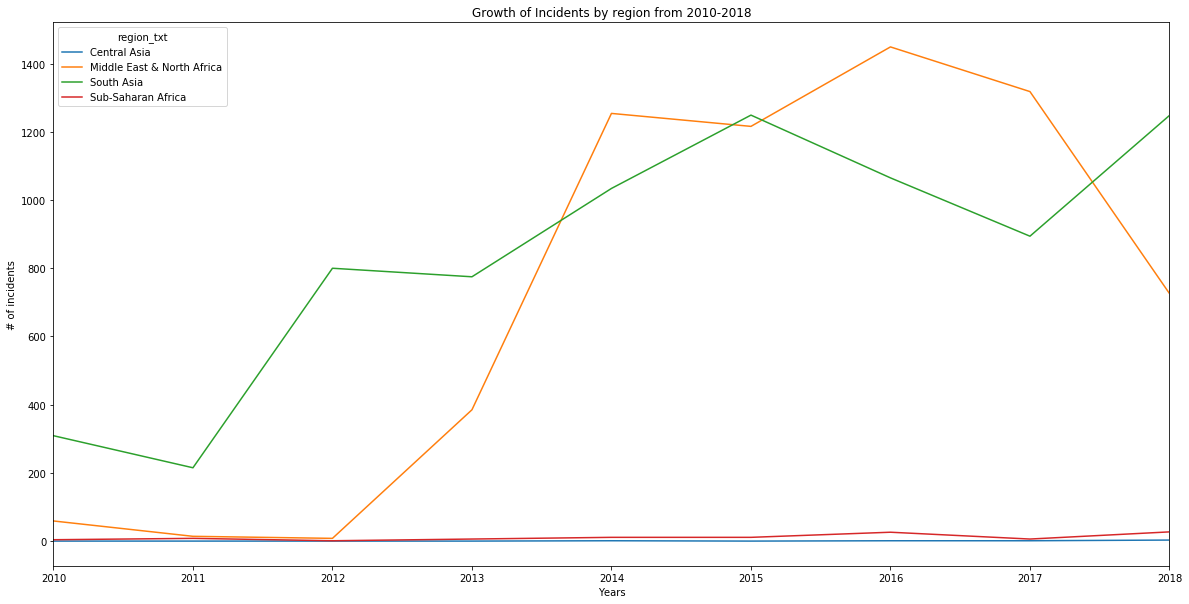 Growth of Incidents by region from 2010-2018
region_txt
Central Asia
Middle East & North Africa
South Asia
Sub-Saharan Africa
1400
1200
1000
800
600
400
200
0
# of incidents
2010 2011 2012 2013 2014 2015 2016 2017 2018
Years